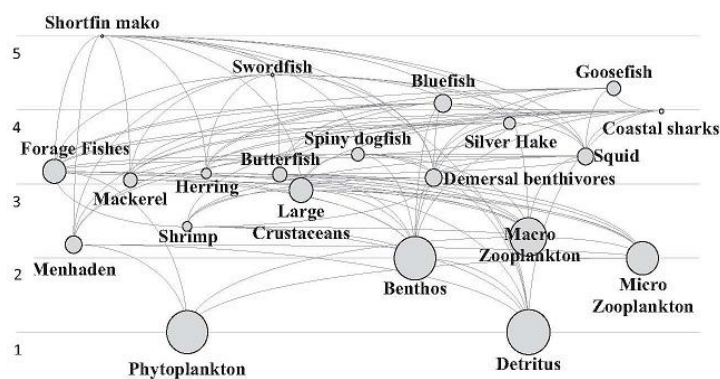 Shortfin mako
5
Swordfish
Bluefish
Goosefish
4
Coastal sharks
Forage Fishes
Spiny dogfish
Silver Hake
Butterfish
Squid
Mackerel
Herring
Demersal benthivores
3
Large
Crustaceans
Shrimp
Macro
Zooplankton
Menhaden
2
Benthos
Micro
Zooplankton
1
Phytoplankton
Detritus